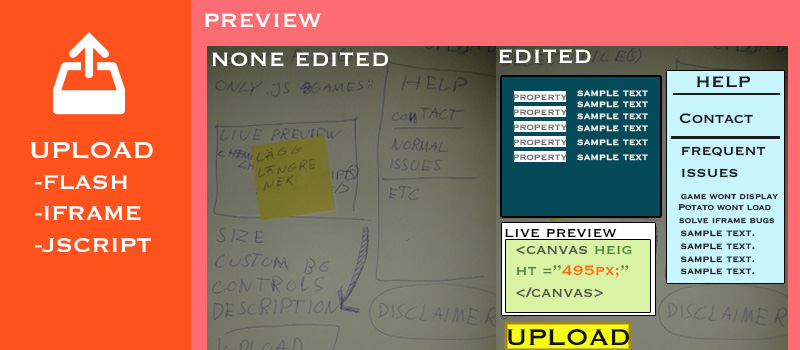 UPLOAD
-FLASH
-IFRAME
-JSCRIPT
PREVIEW
NONE EDITED
ONLY .JS GAMES
HELP
CONTACT
NORMAL
ISSUES
ETC
LIVE PREVIEW
LÄGG
LÄNGRE
NER
SIZE
CUSTOM BG
CONTROLS
DESCRIPTION
UPLOAD
DISCLAIMER
EDITED
PROPERTY SAMPLE TEXT
SAMPLE TEXT
PROPERTY SAMPLE TEXT
PROPERTY SAMPLE TEXT
PROPERTY SAMPLE TEXT
PROPERTY SAMPLE TEXT
LIVE PREVIEW
<CANVAS HEIG
HT ="495PX;"
</CANVAS>
UPLOAD
HELP
CONTACT
FREQUENT
ISSUES
GAME WONT DISPLAY
POTATO WONT LOAD
SOLVE IFRAME BUGS
SAMPLE TEXT.
SAMPLE TEXT.
SAMPLE TEXT.
SAMPLE TEXT.
DISCLAIMER